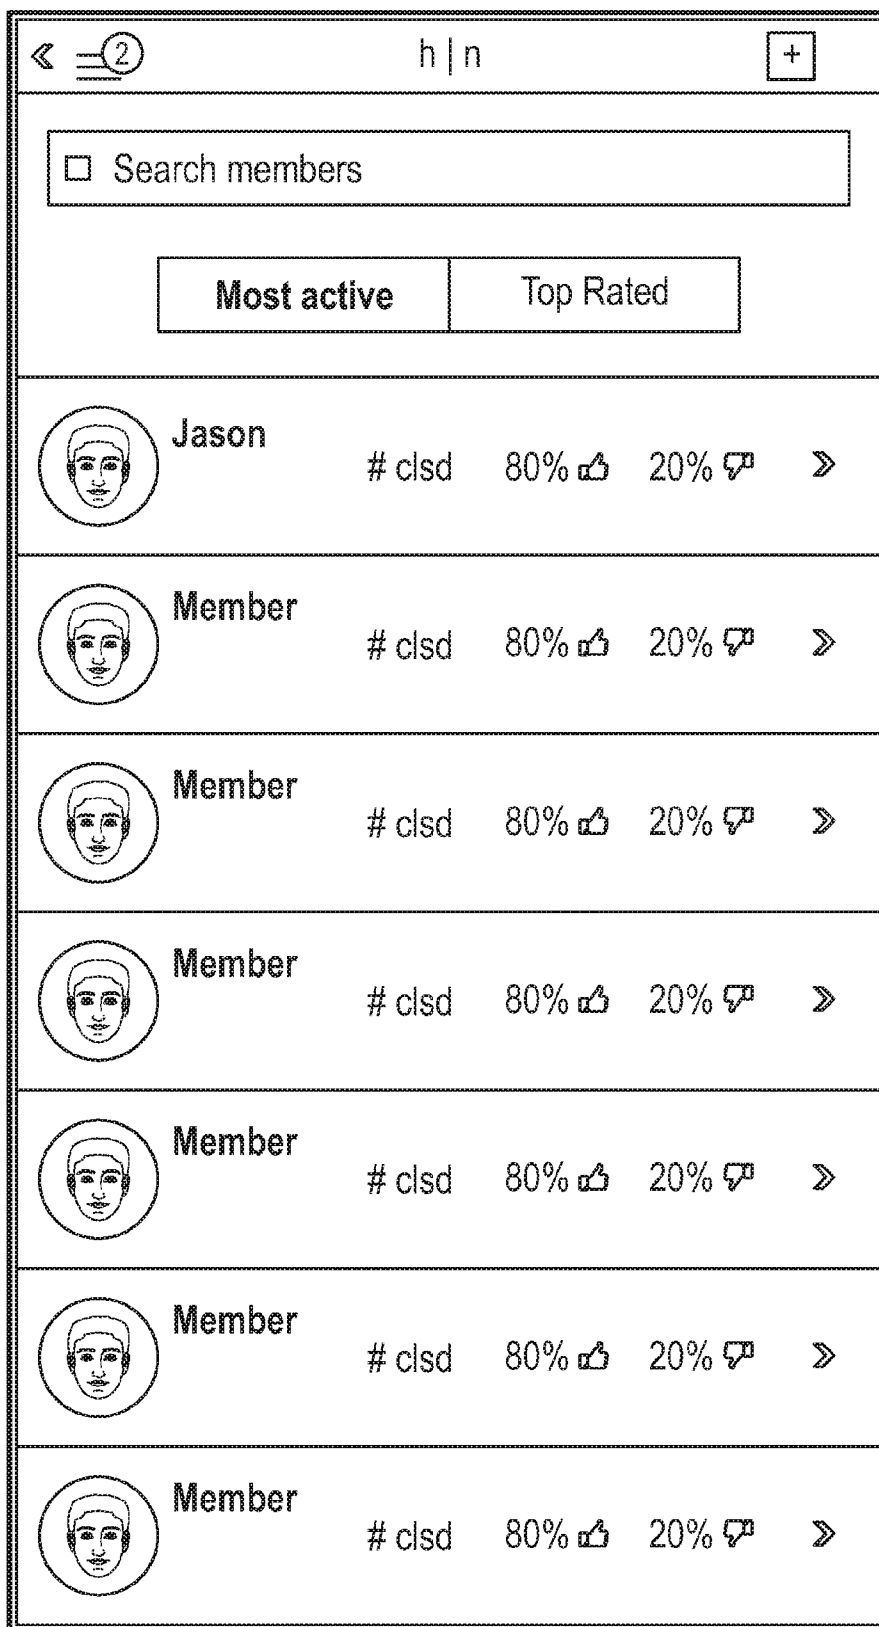 2 h | n +
Search members
Most active Top Rated
Jason
# clsd 80% 20%
Member
# clsd 80% 20%
Member
# clsd 80% 20%
Member
# clsd 80% 20%
Member
# clsd 80% 20%
Member
# clsd 80% 20%
Member
# clsd 80% 20%